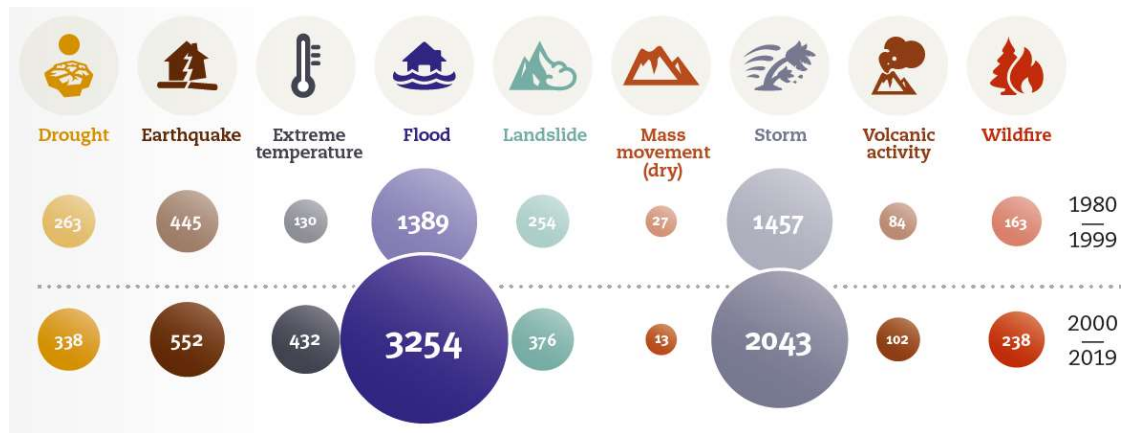 Drought
Earthquake
Extreme
temperature
Flood
Landslide
Mass
movement
(dry)
Storm
Volcanic
activity
Wildfire
263
445
130
1389
254
27
1457
84
163
1980
1999
338
552
432
3254
376
13
2043
102
238
2000
2019